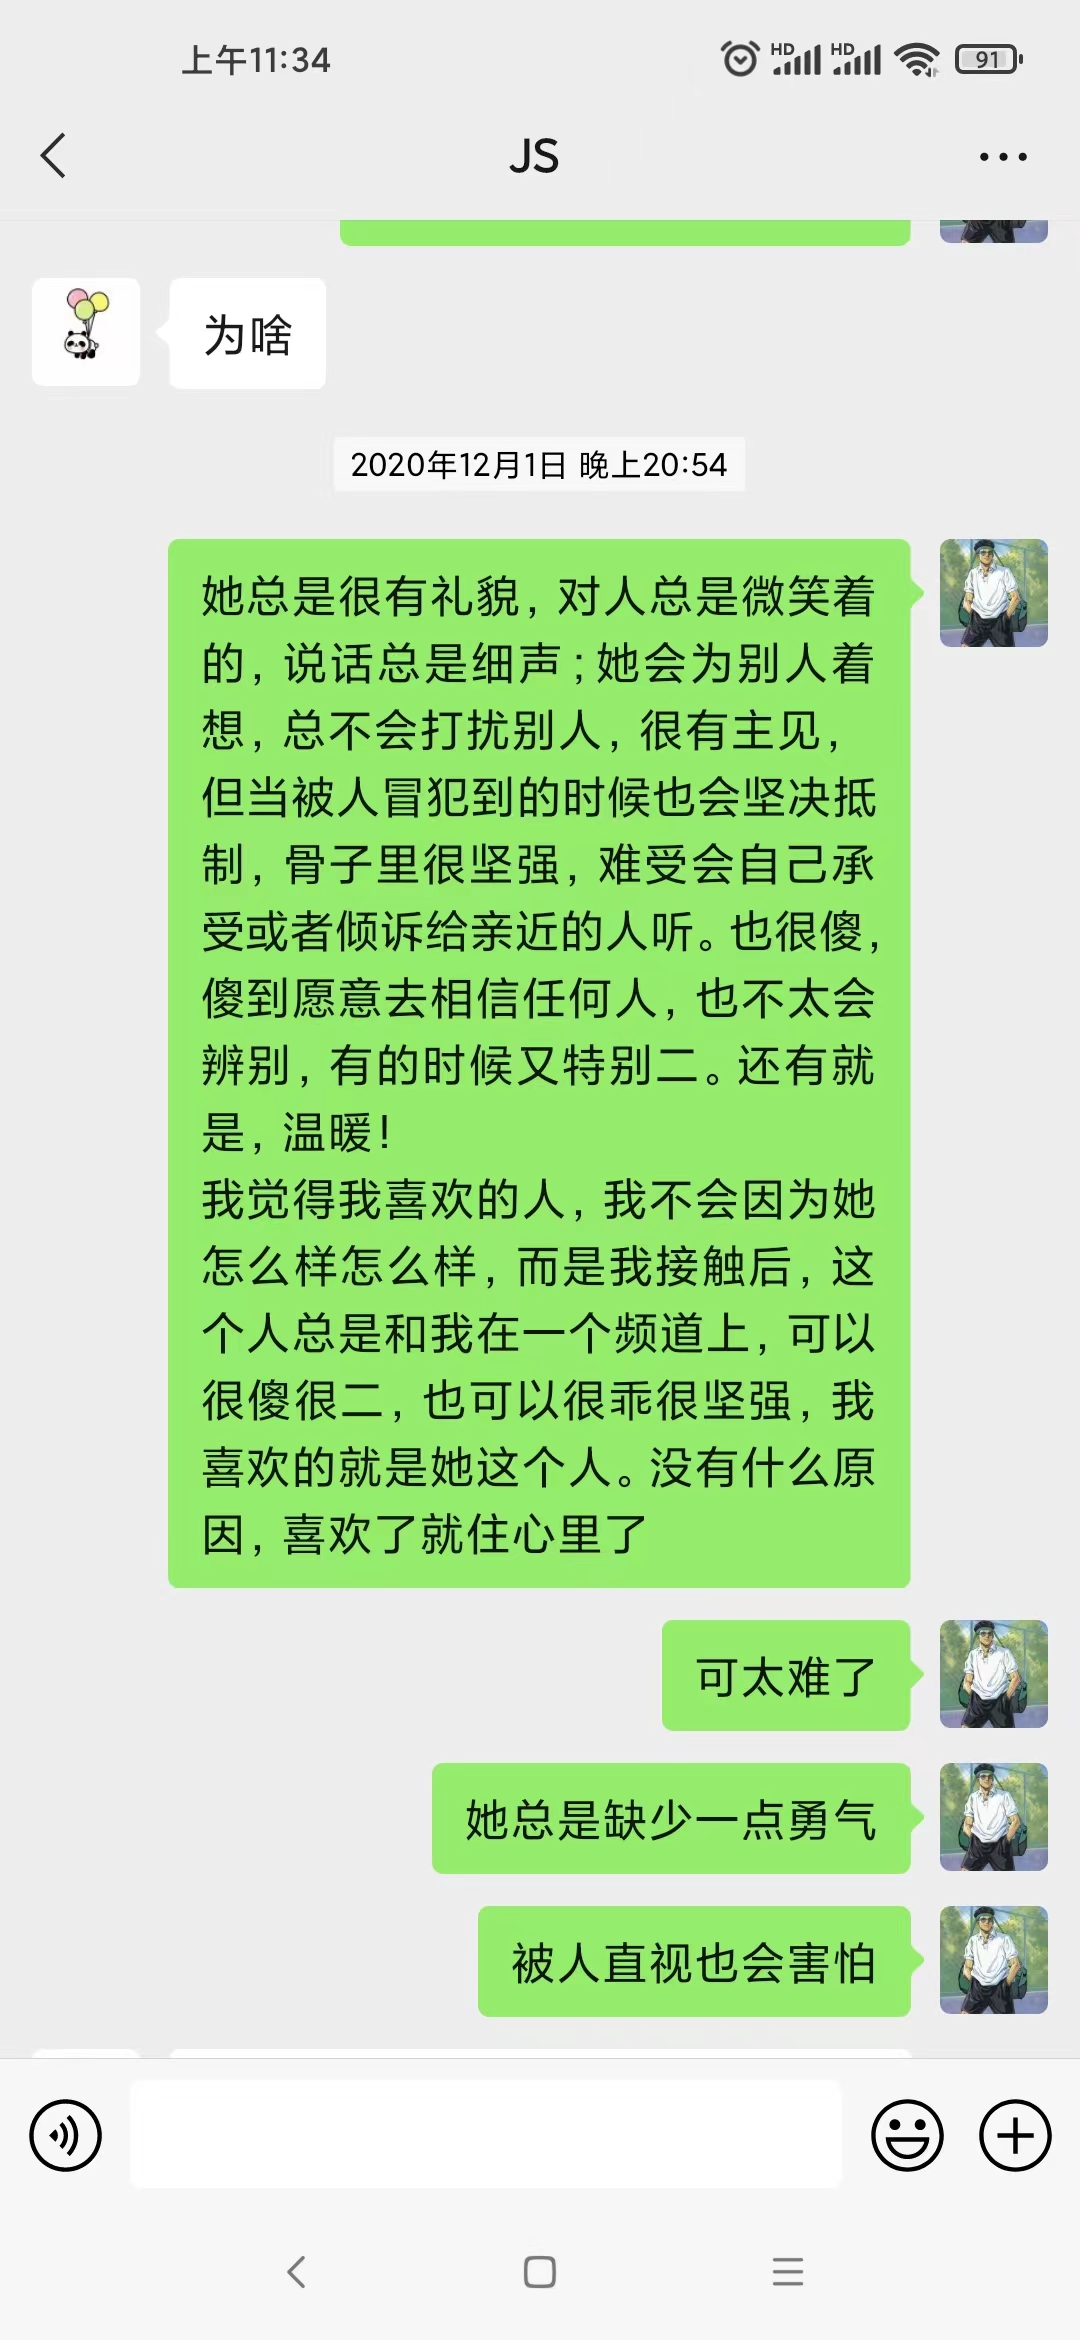 上午11:34
HD HD 91
JS
为啥
2020年12月1日 晚上20:54
她总是很有礼貌，对人总是微笑着
的，说话总是细声；她会为别人着
想，总不会打扰别人，很有主见，
但当被人冒犯到的时候也会坚决抵
制，骨子里很坚强，难受会自己承
受或者倾诉给亲近的人听。也很傻，
傻到愿意去相信任何人，也不太会
辨别，有的时候又特别二。还有就
是，温暖！
我觉得我喜欢的人，我不会因为她
怎么样怎么样，而是我接触后，这
个人总是和我在一个频道上，可以
很傻很二，也可以很乖很坚强，我
喜欢的就是她这个人。没有什么原
因，喜欢了就住心里了
可太难了
她总是缺少一点勇气
被人直视也会害怕